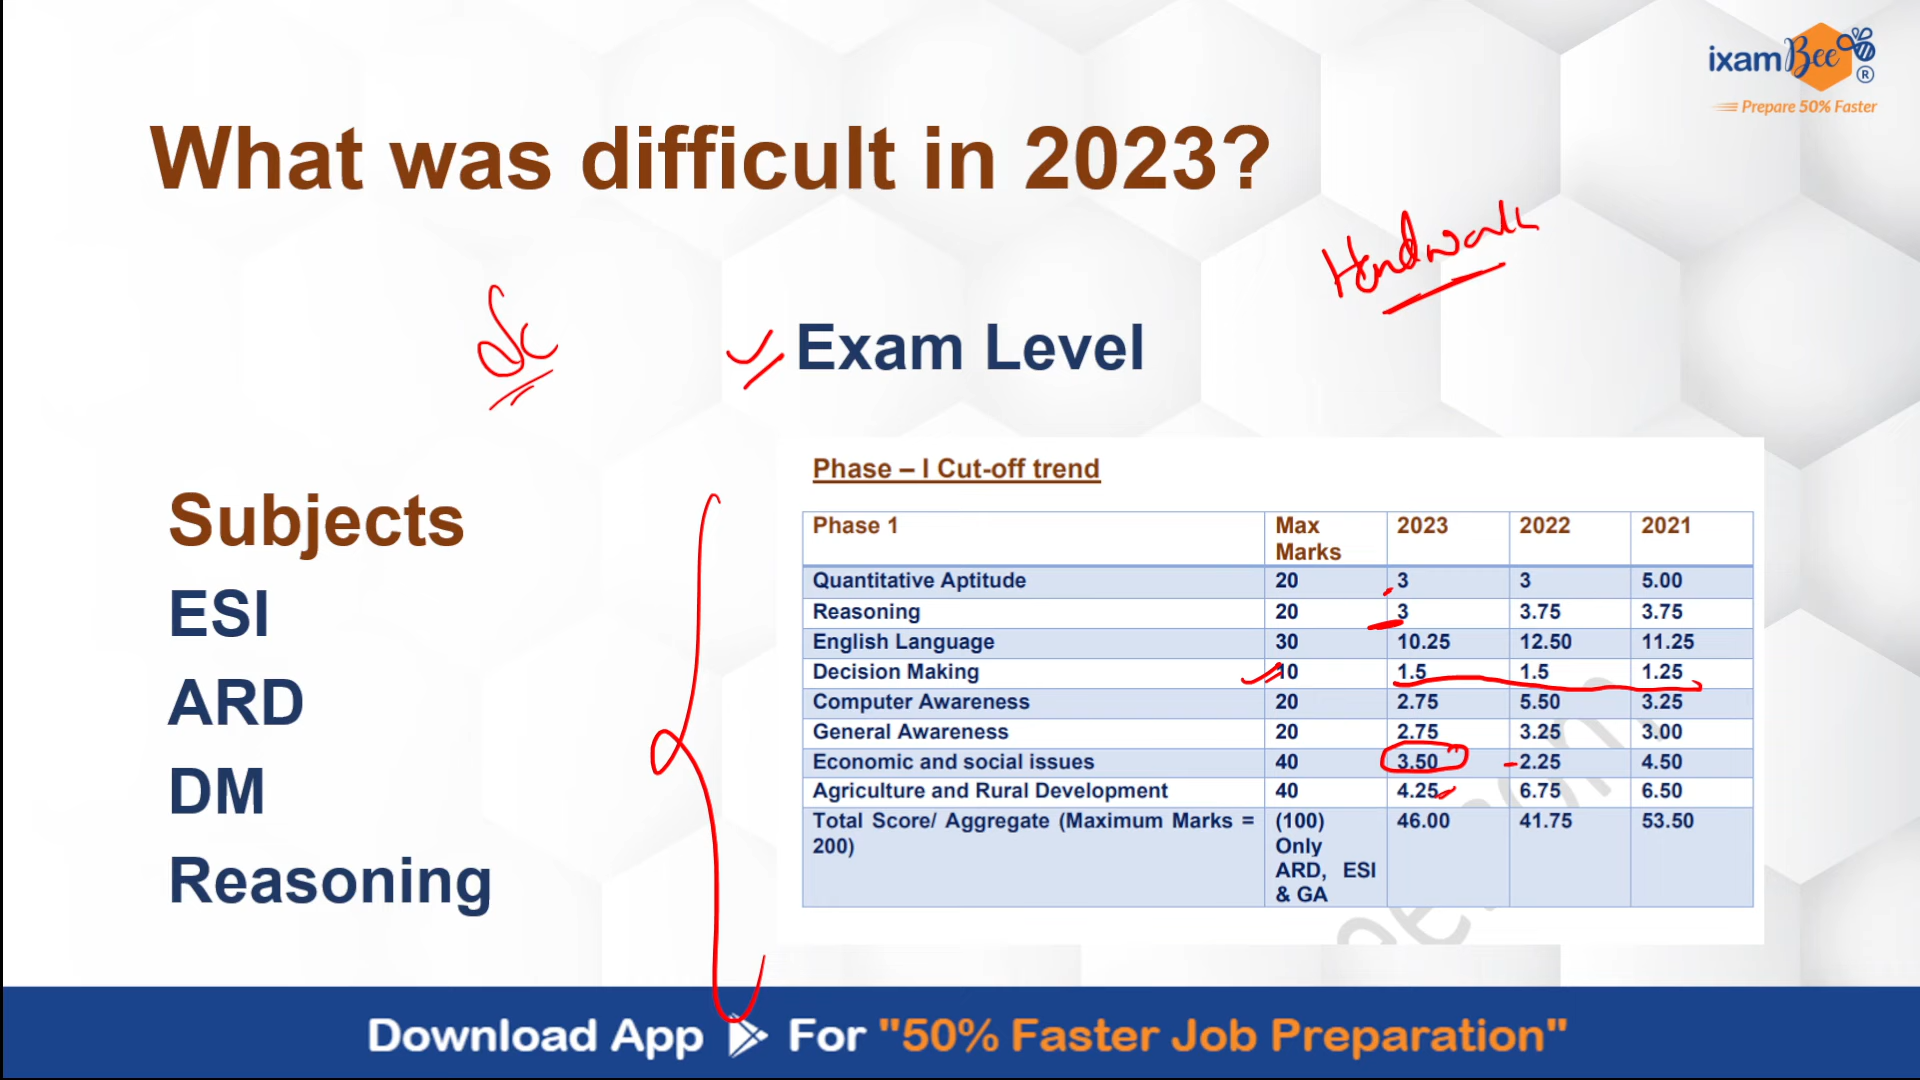 ixamBee
®
Prepare 50% Faster
What was difficult in 2023?
Hardwork
Exam Level
Subjects
ESI
ARD
DM
Reasoning
Phase – I Cut-off trend
Phase 1 Max Marks 2023 2022 2021
Quantitative Aptitude 20 3 3 5.00
Reasoning 20 3 3.75 3.75
English Language 30 10.25 12.50 11.25
Decision Making 10 1.5 1.5 1.25
Computer Awareness 20 2.75 5.50 3.25
General Awareness 20 2.75 3.25 3.00
Economic and social issues 40 3.50 2.25 4.50
Agriculture and Rural Development 40 4.25 6.75 6.50
Total Score/ Aggregate (Maximum Marks = 200) (100) Only ARD, ESI & GA 46.00 41.75 53.50
Download App For "50% Faster Job Preparation"